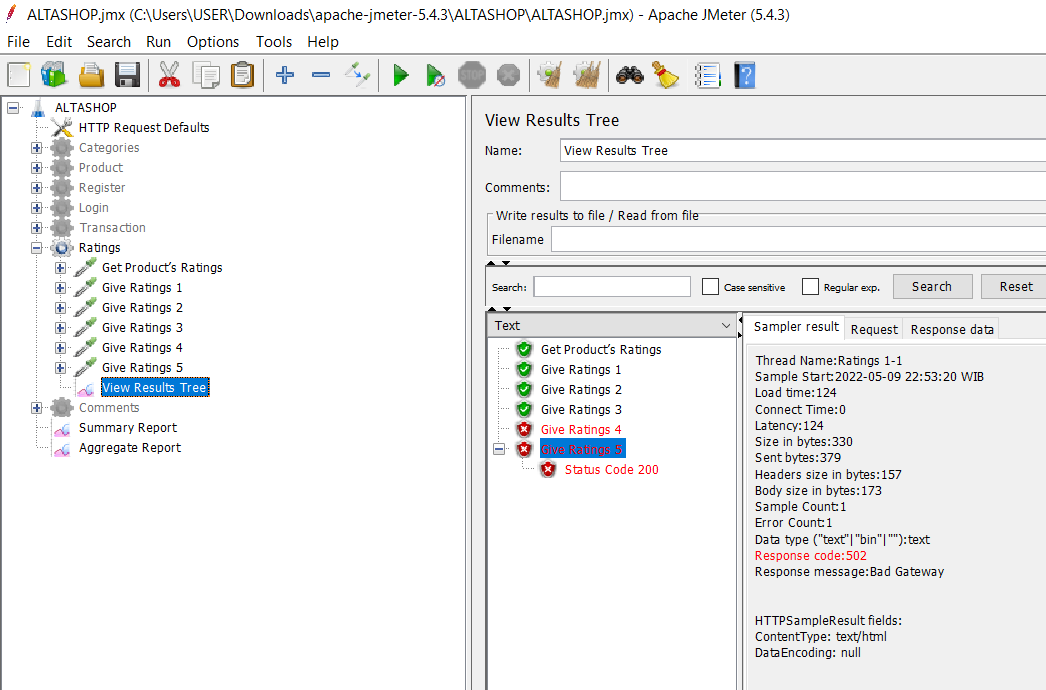 ALTASHOP.jmx (C:\Users\USER\Downloads\apache-jmeter-5.4.3\ALTASHOP\ALTASHOP.jmx) - Apache JMeter (5.4.3)
File Edit Search Run Options Tools Help
STOP
ALTASHOP
HTTP Request Defaults
Categories
Product
Register
Login
Transaction
Ratings
Get Product's Ratings
Give Ratings 1
Give Ratings 2
Give Ratings 3
Give Ratings 4
Give Ratings 5
View Results Tree
Comments
Summary Report
Aggregate Report
View Results Tree
Name: View Results Tree
Comments:
Write results to file / Read from file
Filename
Search: Case sensitive Regular exp. Search Reset
Text
Get Product's Ratings
Give Ratings 1
Give Ratings 2
Give Ratings 3
Give Ratings 4
Give Ratings 5
Status Code 200
Sampler result Request Response data
Thread Name:Ratings 1-1
Sample Start:2022-05-09 22:53:20 WIB
Load time:124
Connect Time:0
Latency:124
Size in bytes:330
Sent bytes:379
Headers size in bytes:157
Body size in bytes:173
Sample Count:1
Error Count:1
Data type ("text"|"bin"|""):text
Response code:502
Response message:Bad Gateway
HTTPSampleResult fields:
ContentType: text/html
DataEncoding: null